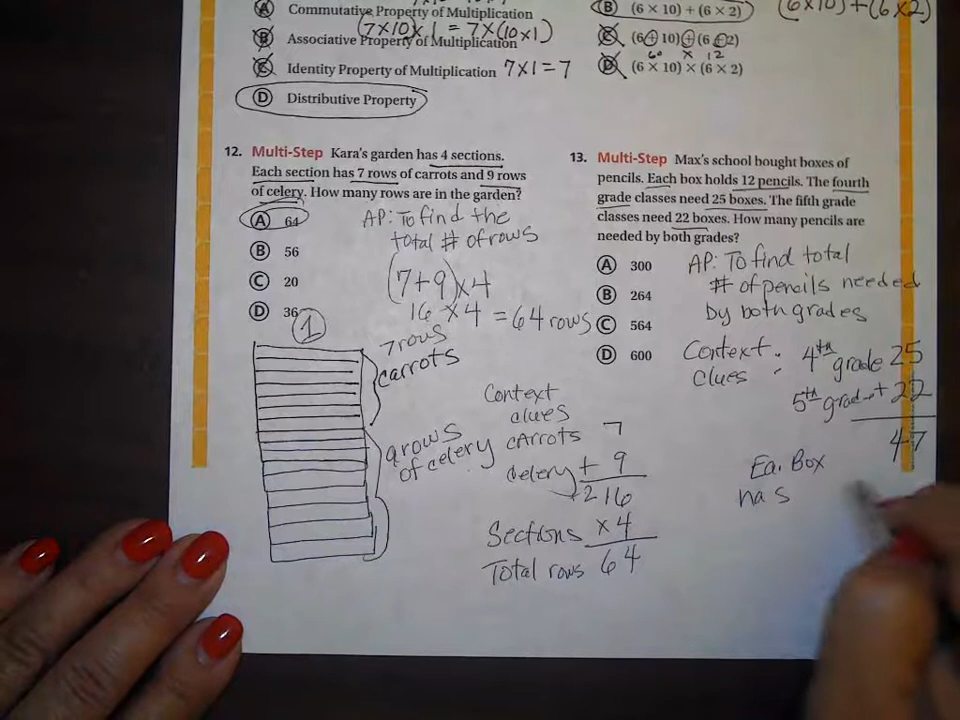 A Commutative Property of Multiplication
(7×10)×1 = 7×(10×1)
B Associative Property of Multiplication
C Identity Property of Multiplication 7×1=7
D Distributive Property
B (6 × 10) + (6 × 2) (6×10)+(6×2)
C (6 + 10) + (6 + 2)
60 × 12
D (6 × 10) × (6 × 2)
12. Multi-Step Kara's garden has 4 sections.
Each section has 7 rows of carrots and 9 rows
of celery. How many rows are in the garden?
A 64
B 56
C 20
D 36
AP: To find the
total # of rows
(7+9)×4
16 ×4 = 64 rows
1
7 rows
carrots
9 rows
of celery
Context
clues
carrots 7
celery + 9
2 16
Sections ×4
Total rows 64
13. Multi-Step Max's school bought boxes of
pencils. Each box holds 12 pencils. The fourth
grade classes need 25 boxes. The fifth grade
classes need 22 boxes. How many pencils are
needed by both grades?
A 300
B 264
C 564
D 600
AP: To find total
# of pencils needed
by both grades
Context
clues : 4th grade 25
5th grade + 22
47
Ea. Box
has